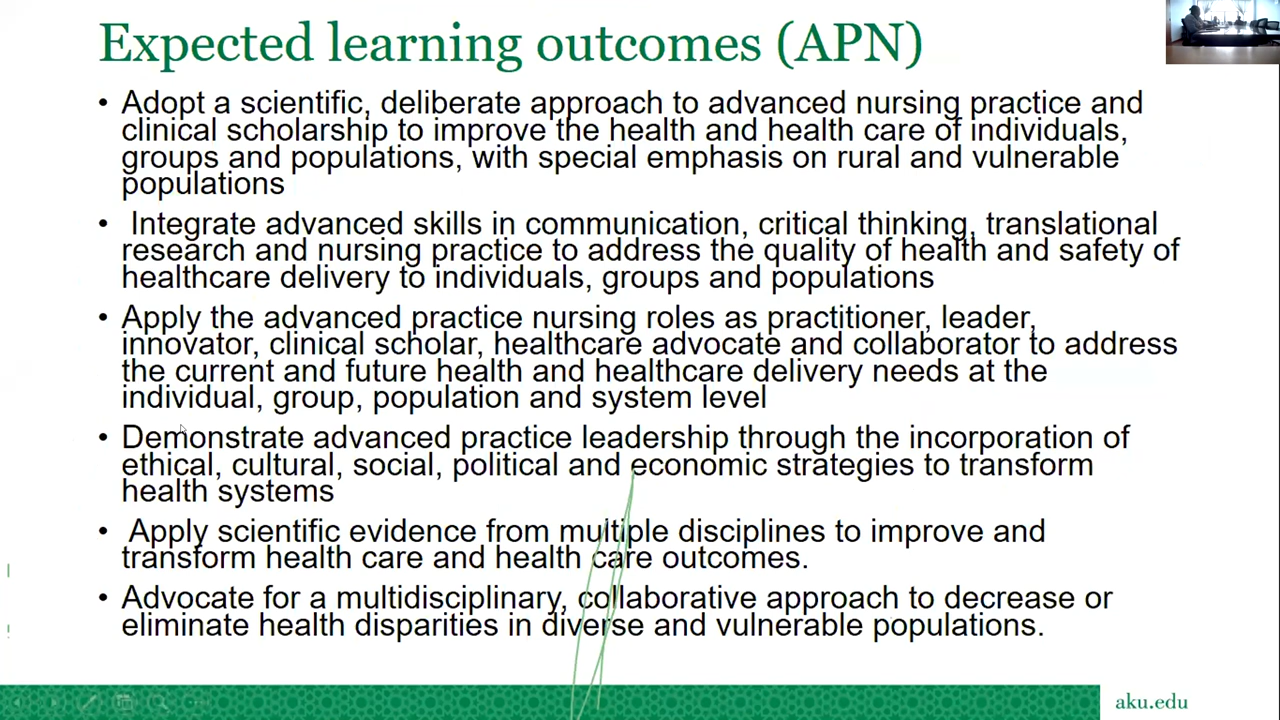 Expected learning outcomes (APN)
• Adopt a scientific, deliberate approach to advanced nursing practice and
clinical scholarship to improve the health and health care of individuals,
groups and populations, with special emphasis on rural and vulnerable
populations
• Integrate advanced skills in communication, critical thinking, translational
research and nursing practice to address the quality of health and safety of
healthcare delivery to individuals, groups and populations
• Apply the advanced practice nursing roles as practitioner, leader,
innovator, clinical scholar, healthcare advocate and collaborator to address
the current and future health and healthcare delivery needs at the
individual, group, population and system level
• Demonstrate advanced practice leadership through the incorporation of
ethical, cultural, social, political and economic strategies to transform
health systems
• Apply scientific evidence from multiple disciplines to improve and
transform health care and health care outcomes.
• Advocate for a multidisciplinary, collaborative approach to decrease or
eliminate health disparities in diverse and vulnerable populations.
aku.edu